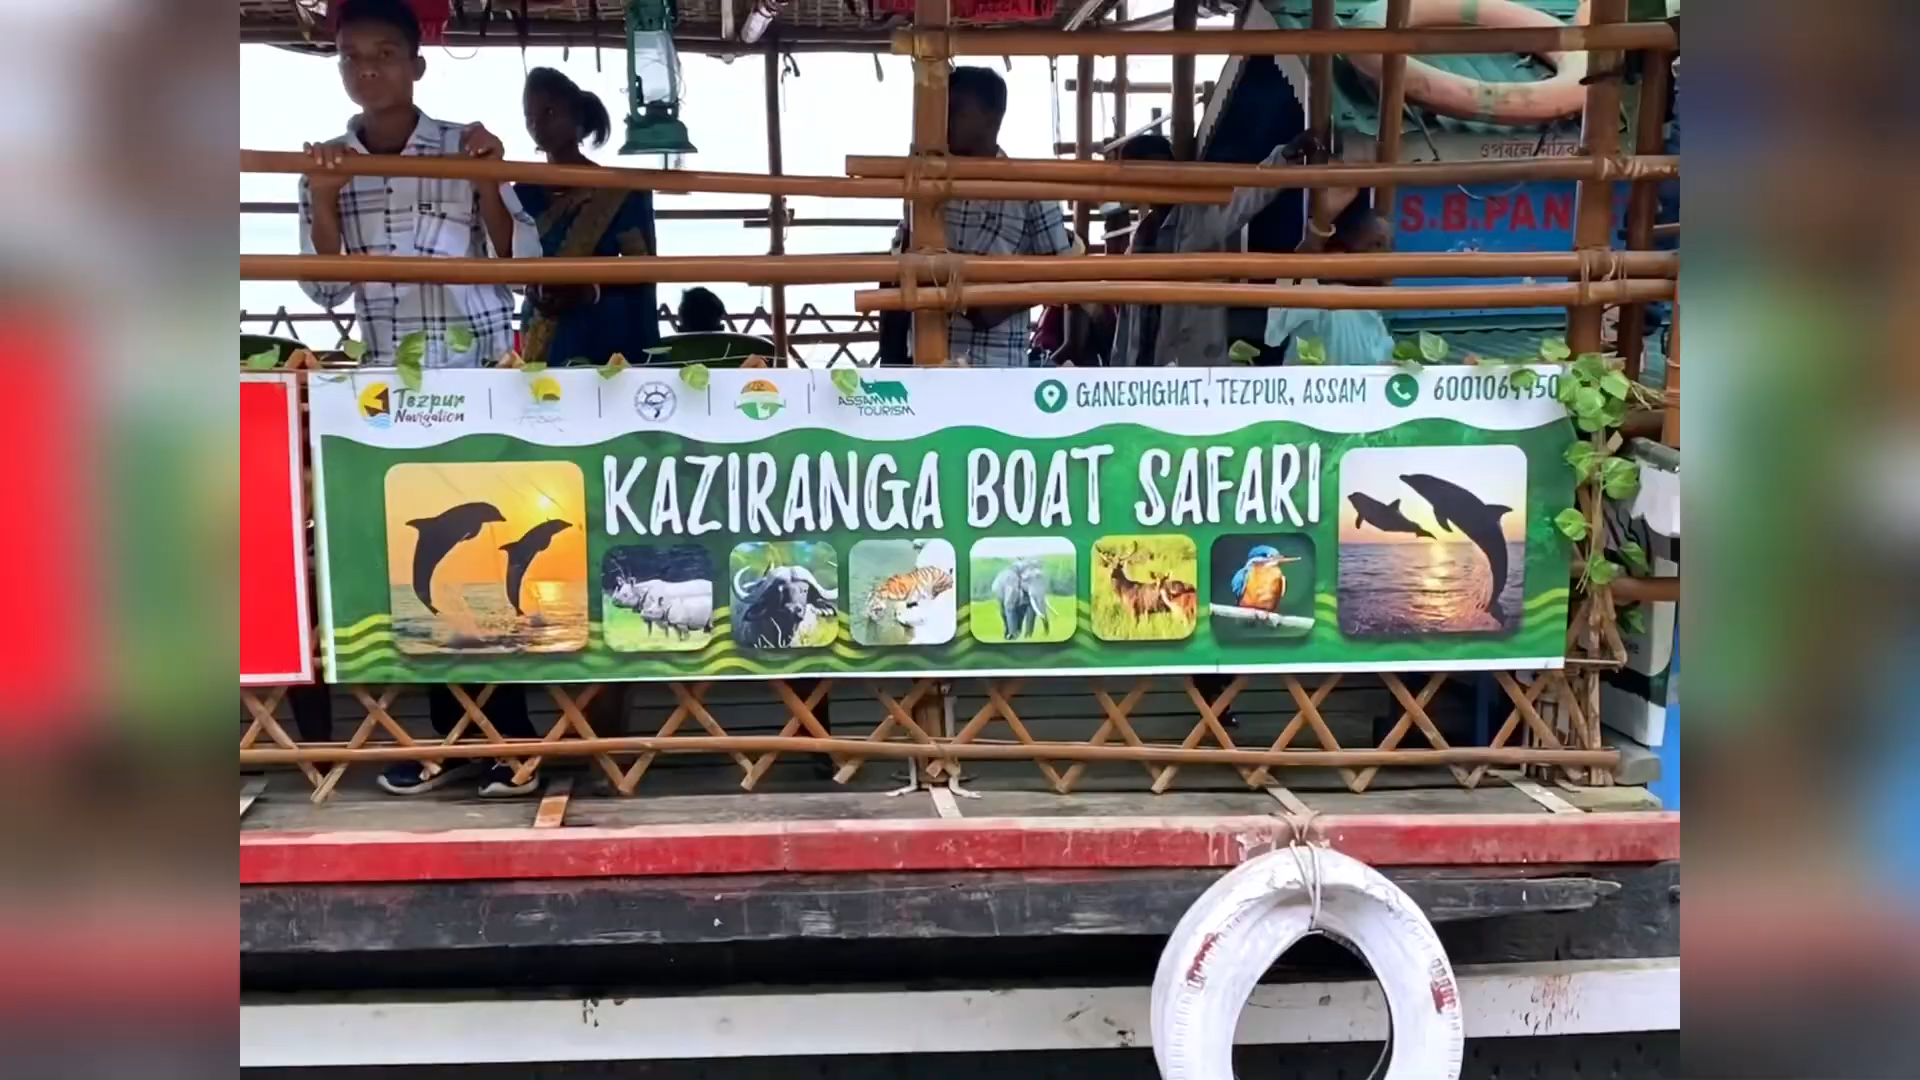 S.B.PAN
Tezpur
Navigation
ASSAM
TOURISM
GANESHGHAT, TEZPUR, ASSAM
KAZIRANGA BOAT SAFARI